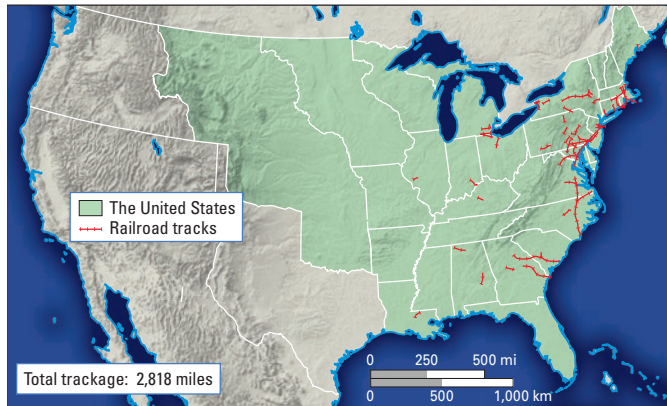 The United States
Railroad tracks
Total trackage: 2,818 miles
0 250 500 mi
0 500 1,000 km